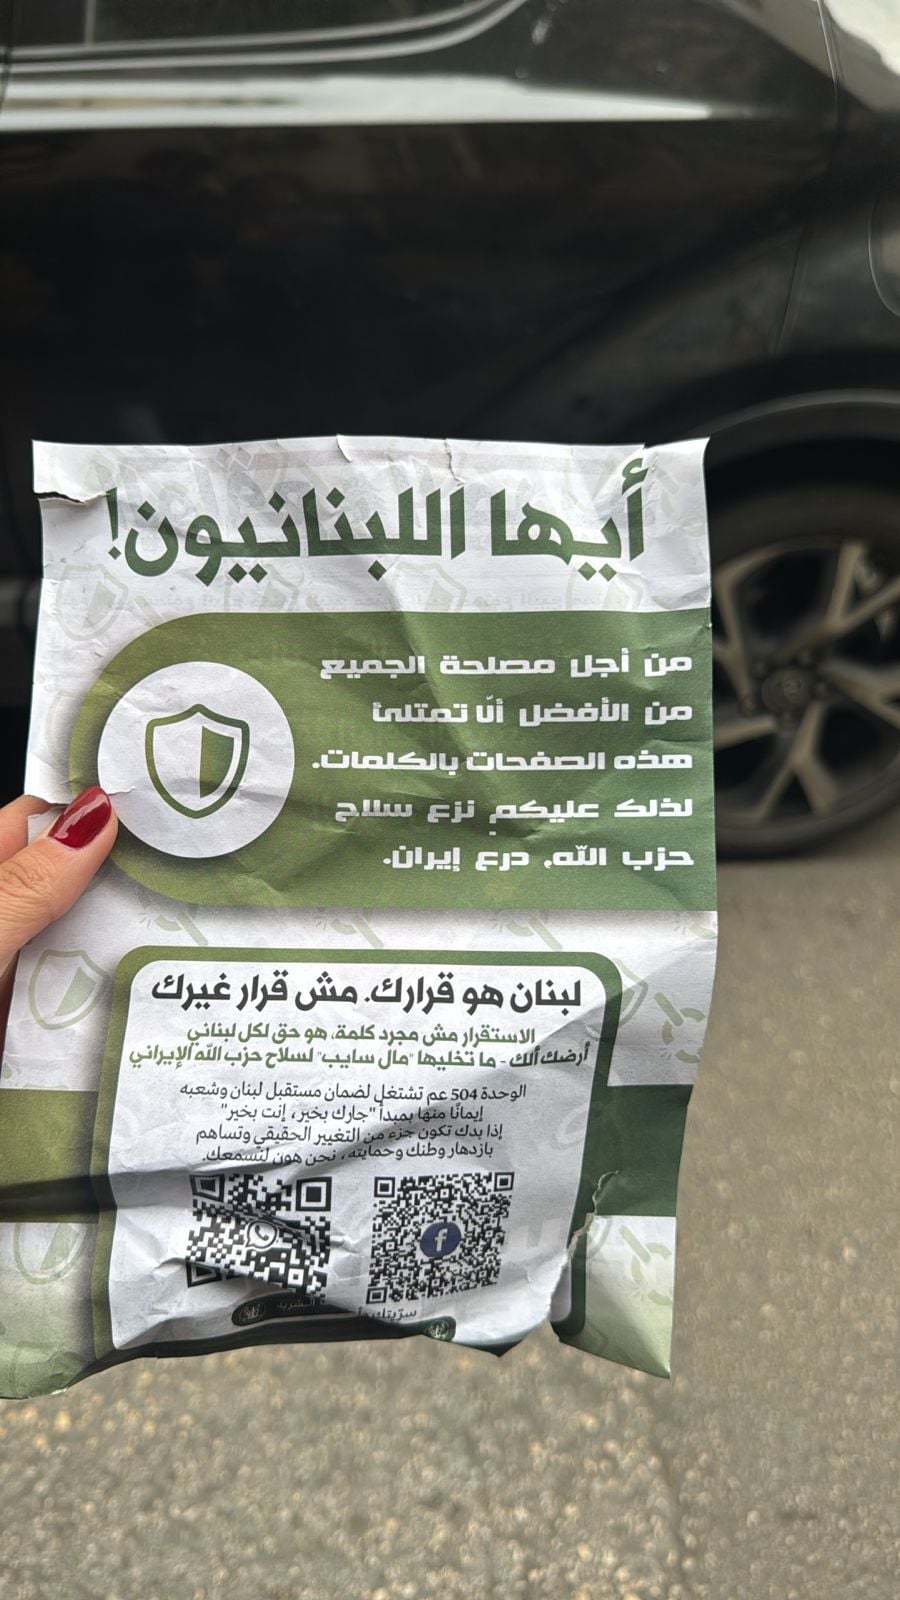 أيها اللبنانيون!
من أجل مصلحة الجميع
من الأفضل ألّا تمتلئ
هذه الصفحات بالكلمات.
لذلك عليكم نزع سلاح
حزب الله، درع إيران.
لبنان هو قرارك. مش قرار غيرك
الاستقرار مش مجرد كلمة، هو حق لكل لبناني
أرضك ألك - ما تخليها "مال سايب" لسلاح حزب الله الإيراني
الوحدة 504 عم تشتغل لضمان مستقبل لبنان وشعبه
إيمانًا منها بمبدأ "جارك بخير، إنت بخير"
إذا بدك تكون جزء من التغيير الحقيقي وتساهم
بازدهار وطنك وحمايته، نحن هون لنسمعك.